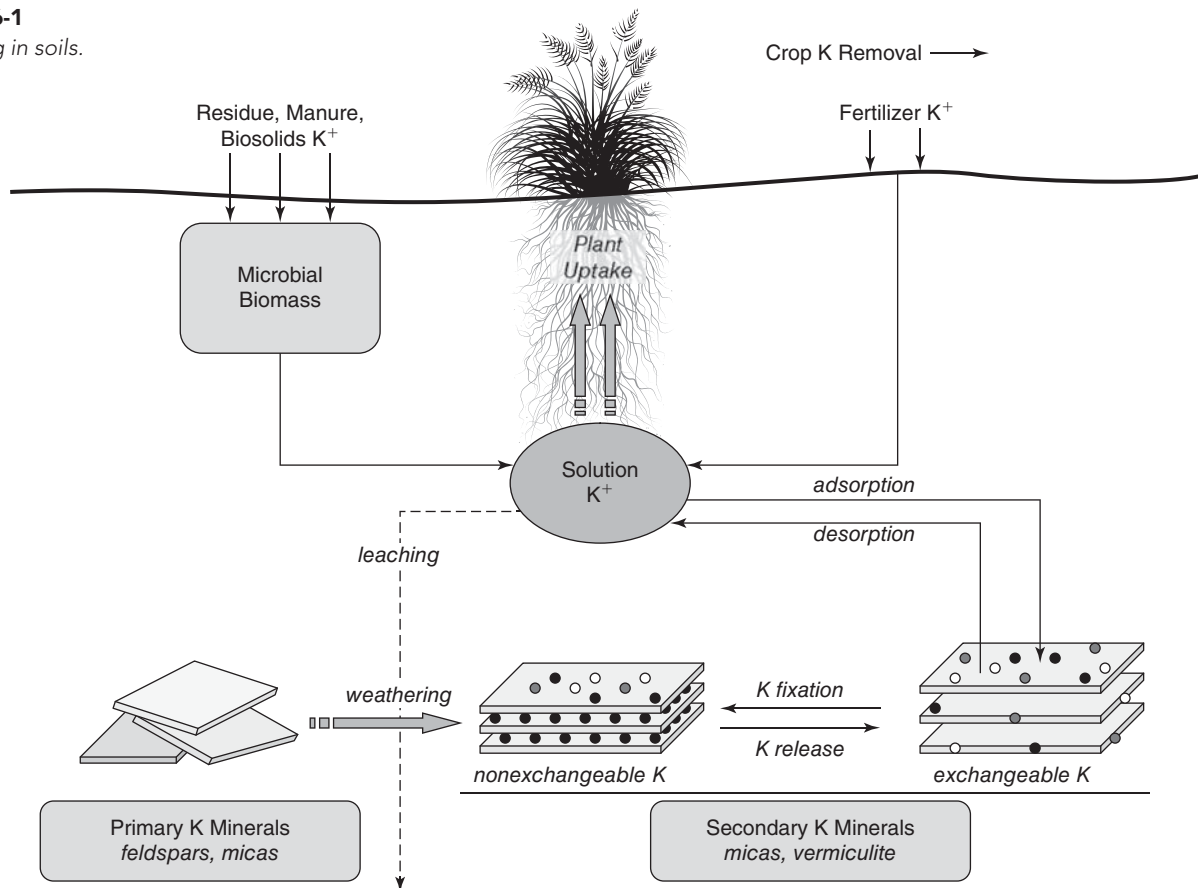 -1
g in soils.
Crop K Removal
Residue, Manure,
Biosolids K+
Fertilizer K+
Plant
Uptake
Microbial
Biomass
Solution
K+
adsorption
desorption
leaching
weathering
K fixation
K release
nonexchangeable K
exchangeable K
Primary K Minerals
feldspars, micas
Secondary K Minerals
micas, vermiculite